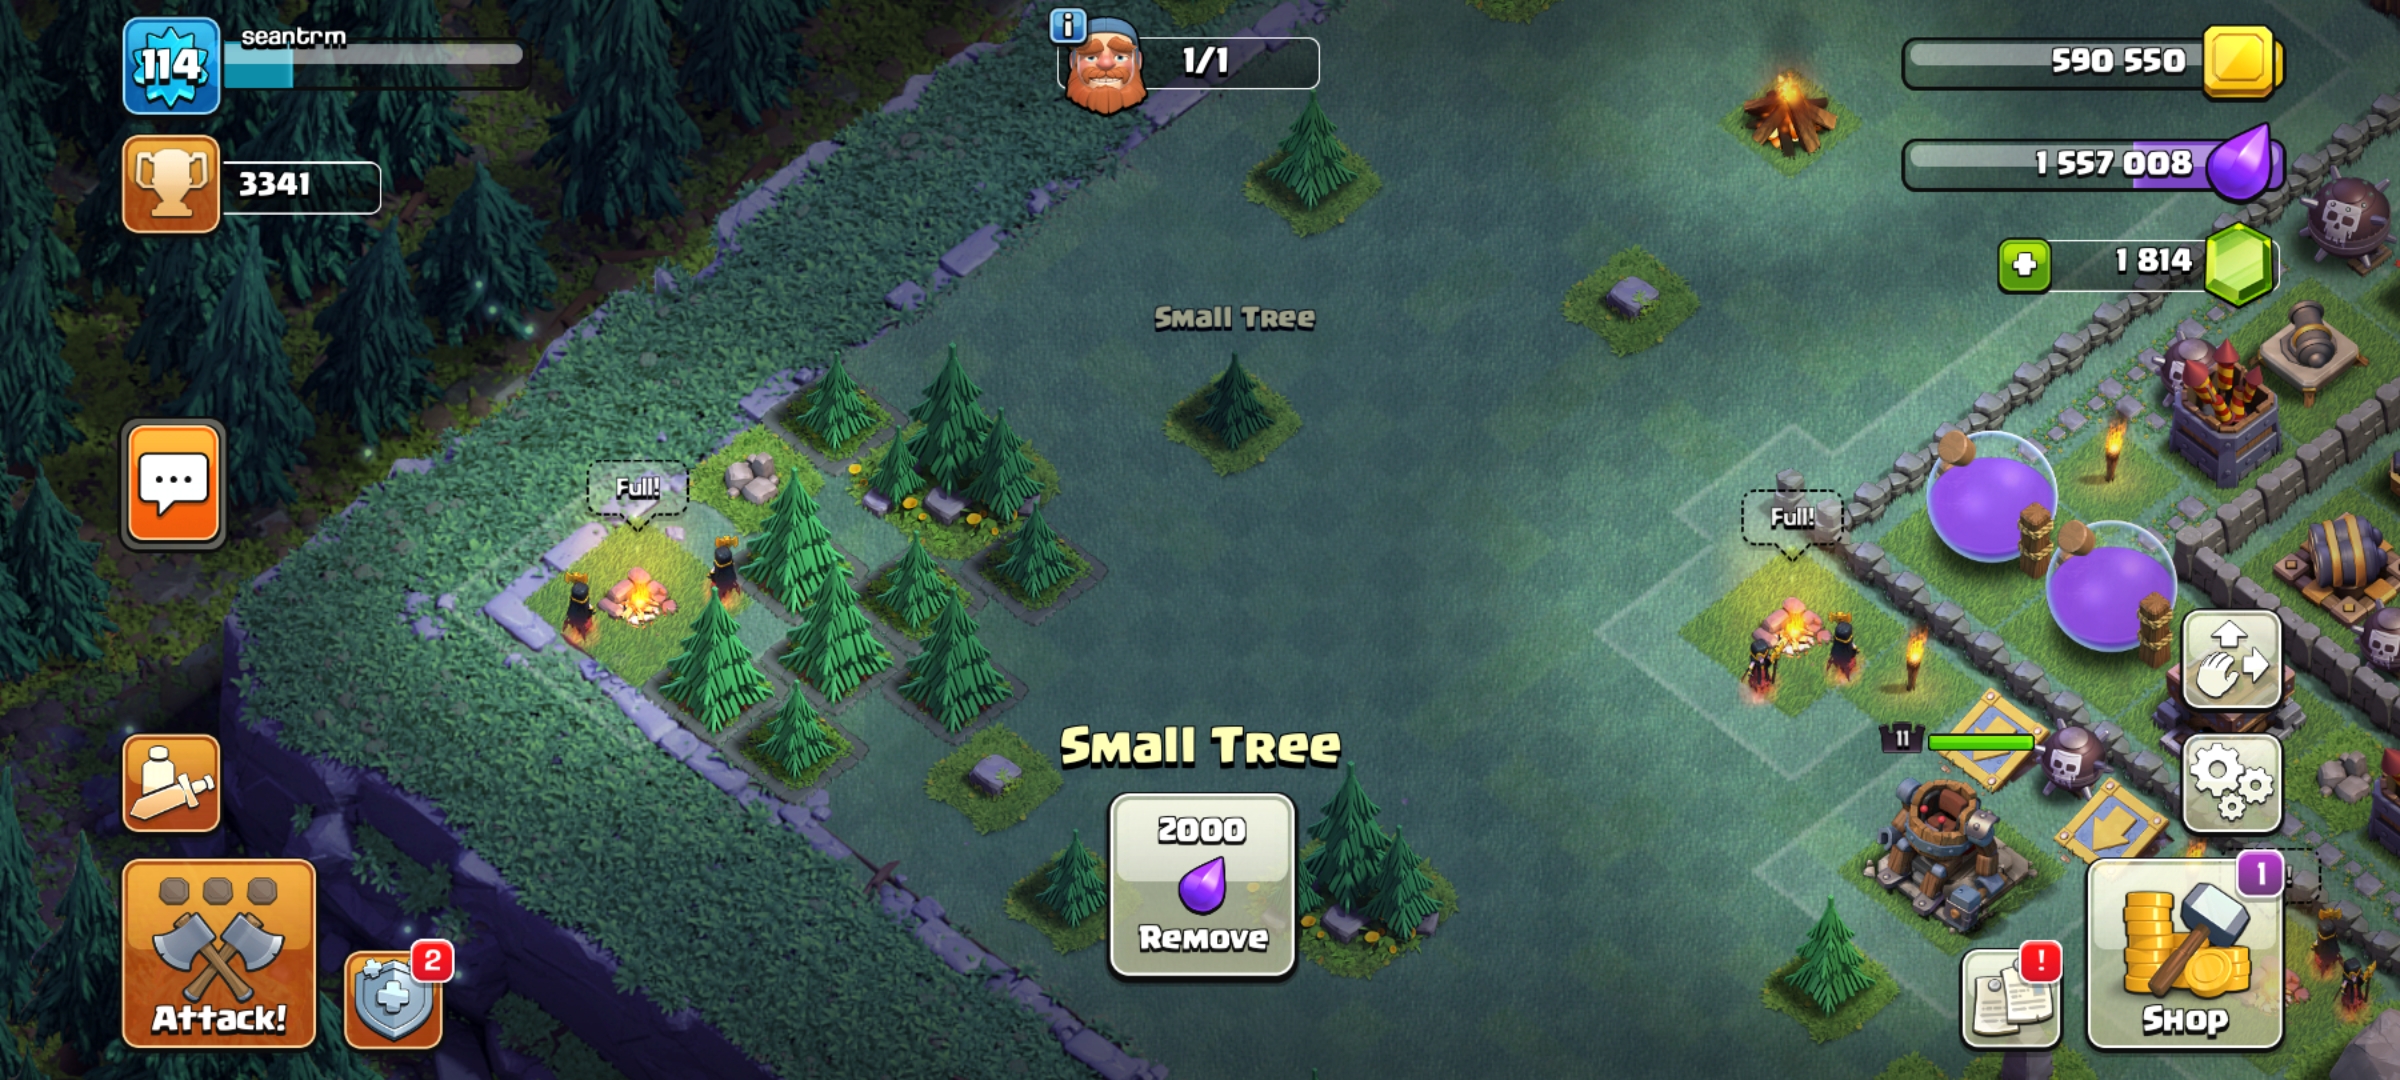 114
seantrm
i
1/1
590 550
3341
1 557 008
1 814
Small Tree
Full!
Full!
11
Small Tree
2000
Remove
1
!
2
!
Attack!
Shop